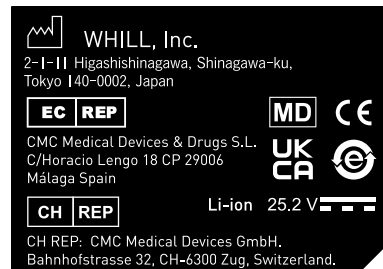 WHILL, Inc.
2-1-11 Higashishinagawa, Shinagawa-ku,
Tokyo 140-0002, Japan
EC REP
MD CE
CMC Medical Devices & Drugs S.L.
C/Horacio Lengo 18 CP 29006
Málaga Spain
UK
CA
e
CH REP
Li-ion 25.2 V
CH REP: CMC Medical Devices GmbH.
Bahnhofstrasse 32, CH-6300 Zug, Switzerland.